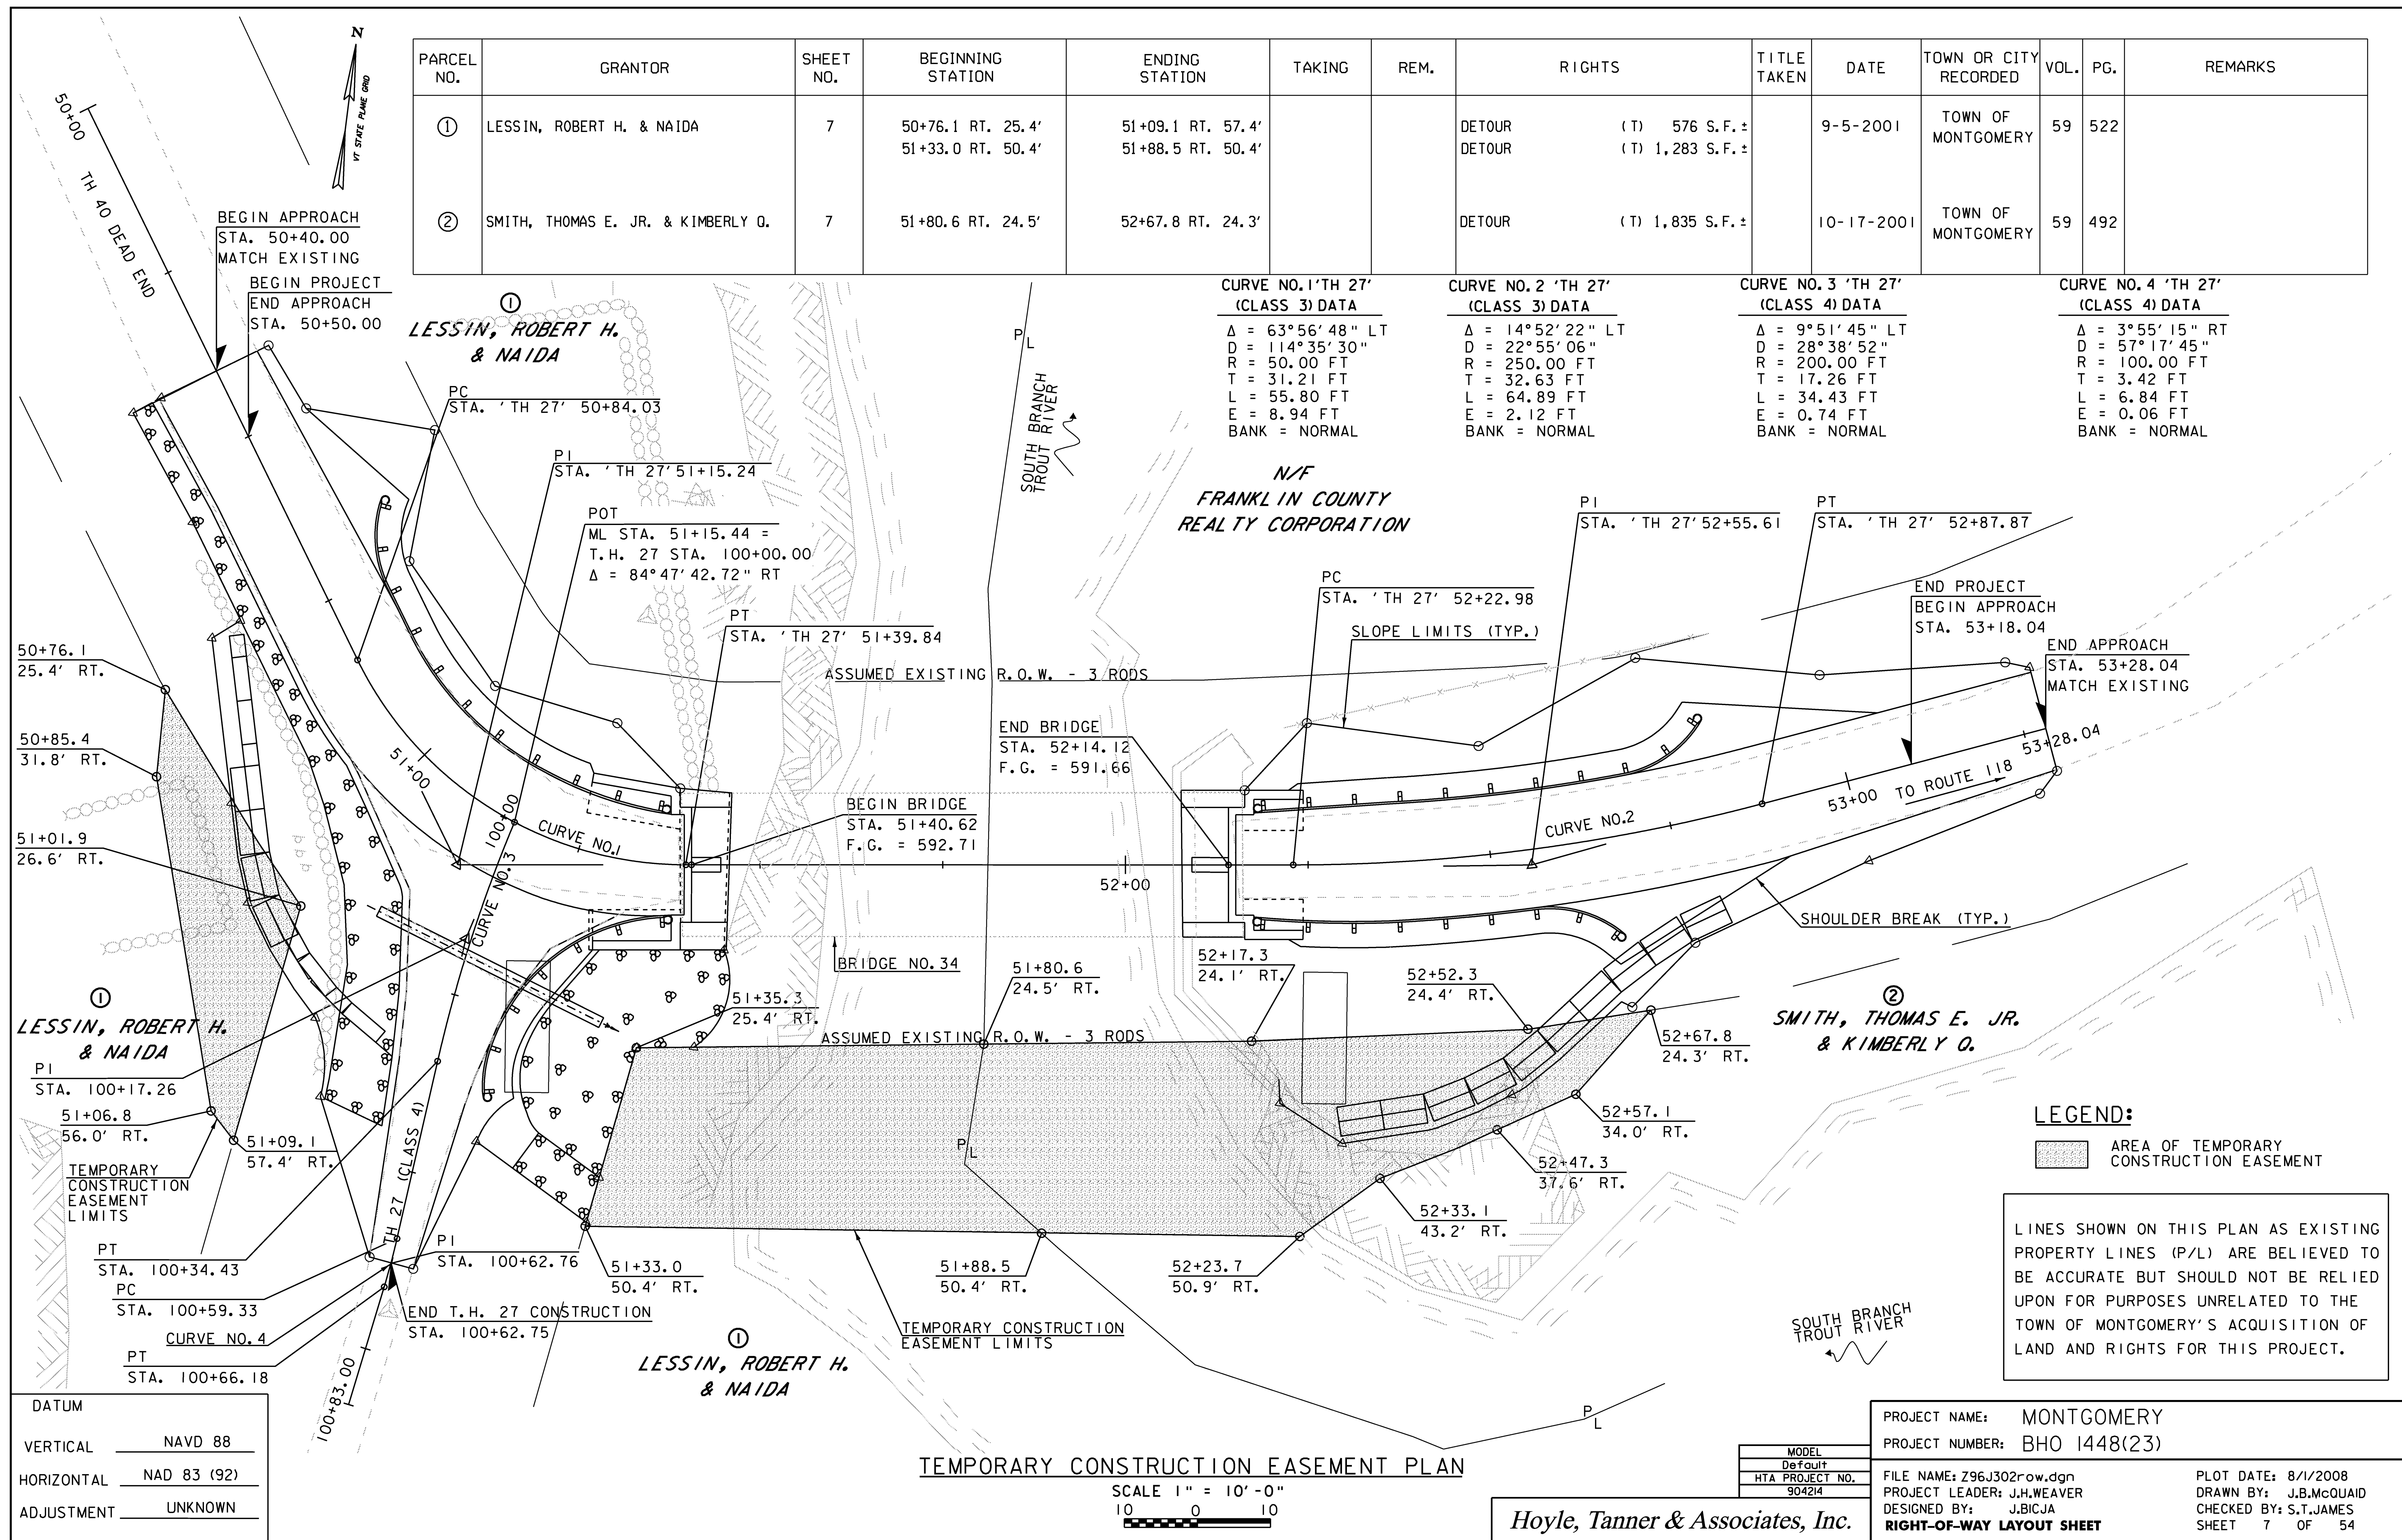 PARCEL NO. GRANTOR SHEET NO. BEGINNING STATION ENDING STATION TAKING REM. RIGHTS TITLE TAKEN DATE TOWN OR CITY RECORDED VOL. PG. REMARKS
1 LESSIN, ROBERT H. & NAIDA 7 50+76.1 RT. 25.4' 51+09.1 RT. 57.4' DETOUR (T) 576 S.F.± 9-5-2001 TOWN OF MONTGOMERY 59 522
51+33.0 RT. 50.4' 51+88.5 RT. 50.4' DETOUR (T) 1,283 S.F.±
2 SMITH, THOMAS E. JR. & KIMBERLY Q. 7 51+80.6 RT. 24.5' 52+67.8 RT. 24.3' DETOUR (T) 1,835 S.F.± 10-17-2001 TOWN OF MONTGOMERY 59 492
N
VT STATE PLANE GRID
50+00
TH 40 DEAD END
BEGIN APPROACH
STA. 50+40.00
MATCH EXISTING
BEGIN PROJECT
END APPROACH
STA. 50+50.00
1
LESSIN, ROBERT H.
& NAIDA
CURVE NO.1 'TH 27'
(CLASS 3) DATA
Δ = 63°56'48" LT
D = 114°35'30"
R = 50.00 FT
T = 31.21 FT
L = 55.80 FT
E = 8.94 FT
BANK = NORMAL
CURVE NO.2 'TH 27'
(CLASS 3) DATA
Δ = 14°52'22" LT
D = 22°55'06"
R = 250.00 FT
T = 32.63 FT
L = 64.89 FT
E = 2.12 FT
BANK = NORMAL
CURVE NO.3 'TH 27'
(CLASS 4) DATA
Δ = 9°51'45" LT
D = 28°38'52"
R = 200.00 FT
T = 17.26 FT
L = 34.43 FT
E = 0.74 FT
BANK = NORMAL
CURVE NO.4 'TH 27'
(CLASS 4) DATA
Δ = 3°55'15" RT
D = 57°17'45"
R = 100.00 FT
T = 3.42 FT
L = 6.84 FT
E = 0.06 FT
BANK = NORMAL
P
L
SOUTH BRANCH
TROUT RIVER
PC
STA. 'TH 27' 50+84.03
PI
STA. 'TH 27' 51+15.24
POT
ML STA. 51+15.44 =
T.H. 27 STA. 100+00.00
Δ = 84°47'42.72" RT
PT
STA. 'TH 27' 51+39.84
N/F
FRANKLIN COUNTY
REALTY CORPORATION
PC
STA. 'TH 27' 52+22.98
SLOPE LIMITS (TYP.)
PI
STA. 'TH 27' 52+55.61
PT
STA. 'TH 27' 52+87.87
END PROJECT
BEGIN APPROACH
STA. 53+18.04
END APPROACH
STA. 53+28.04
MATCH EXISTING
ASSUMED EXISTING R.O.W. - 3 RODS
50+76.1
25.4' RT.
50+85.4
31.8' RT.
51+01.9
26.6' RT.
51+00
100+00
CURVE NO.1
CURVE NO.3
BEGIN BRIDGE
STA. 51+40.62
F.G. = 592.71
END BRIDGE
STA. 52+14.12
F.G. = 591.66
52+00
CURVE NO.2
53+00
TO ROUTE 118
53+28.04
SHOULDER BREAK (TYP.)
BRIDGE NO.34
51+35.3
25.4' RT.
51+80.6
24.5' RT.
52+17.3
24.1' RT.
52+52.3
24.4' RT.
52+67.8
24.3' RT.
ASSUMED EXISTING R.O.W. - 3 RODS
1
LESSIN, ROBERT H.
& NAIDA
2
SMITH, THOMAS E. JR.
& KIMBERLY Q.
PI
STA. 100+17.26
51+06.8
56.0' RT.
51+09.1
57.4' RT.
TEMPORARY
CONSTRUCTION
EASEMENT
LIMITS
TH 27 (CLASS 4)
PT
STA. 100+34.43
PC
STA. 100+59.33
CURVE NO.4
PT
STA. 100+66.18
100+83.00
PI
STA. 100+62.76
END T.H. 27 CONSTRUCTION
STA. 100+62.75
51+33.0
50.4' RT.
51+88.5
50.4' RT.
52+23.7
50.9' RT.
52+33.1
43.2' RT.
52+47.3
37.6' RT.
52+57.1
34.0' RT.
P
L
TEMPORARY CONSTRUCTION
EASEMENT LIMITS
1
LESSIN, ROBERT H.
& NAIDA
SOUTH BRANCH
TROUT RIVER
P
L
LEGEND:
AREA OF TEMPORARY
CONSTRUCTION EASEMENT
LINES SHOWN ON THIS PLAN AS EXISTING
PROPERTY LINES (P/L) ARE BELIEVED TO
BE ACCURATE BUT SHOULD NOT BE RELIED
UPON FOR PURPOSES UNRELATED TO THE
TOWN OF MONTGOMERY'S ACQUISITION OF
LAND AND RIGHTS FOR THIS PROJECT.
DATUM
VERTICAL NAVD 88
HORIZONTAL NAD 83 (92)
ADJUSTMENT UNKNOWN
TEMPORARY CONSTRUCTION EASEMENT PLAN
SCALE 1" = 10'-0"
10 0 10
MODEL
Default
HTA PROJECT NO.
904214
Hoyle, Tanner & Associates, Inc.
PROJECT NAME: MONTGOMERY
PROJECT NUMBER: BHO 1448(23)
FILE NAME: Z96J302row.dgn PLOT DATE: 8/1/2008
PROJECT LEADER: J.H.WEAVER DRAWN BY: J.B.McQUAID
DESIGNED BY: J.BICJA CHECKED BY: S.T.JAMES
RIGHT-OF-WAY LAYOUT SHEET SHEET 7 OF 54